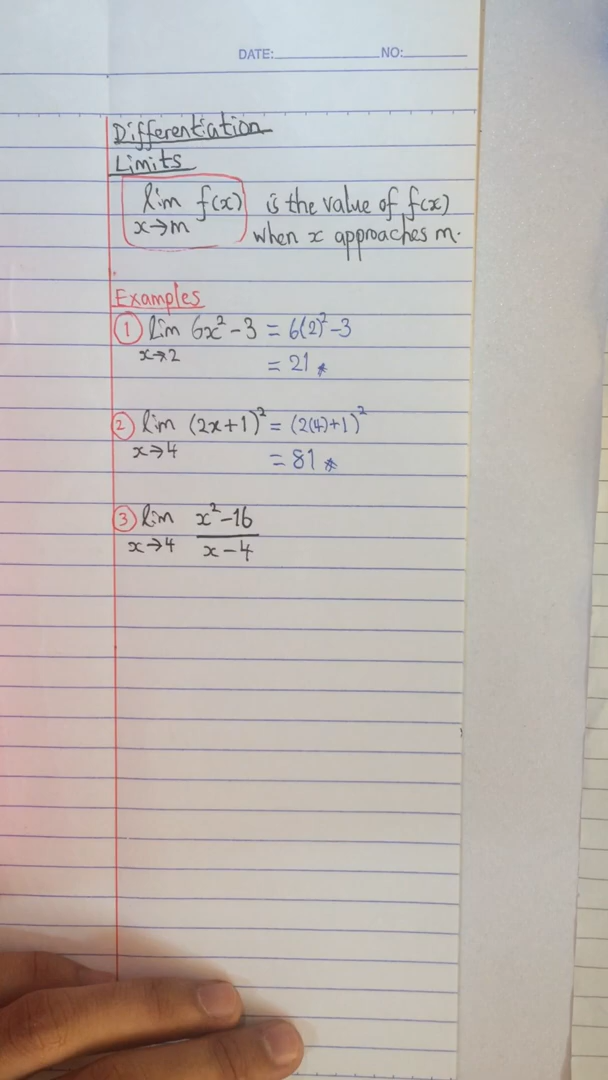 DATE:____________NO:________
Differentiation
Limits
lim f(x) is the value of f(x)
x→m when x approaches m.
Examples
① lim 6x²-3 = 6(2)²-3
x→2 = 21 *
② lim (2x+1)² = (2(4)+1)²
x→4 = 81 *
③ lim x²-16
x→4 x-4